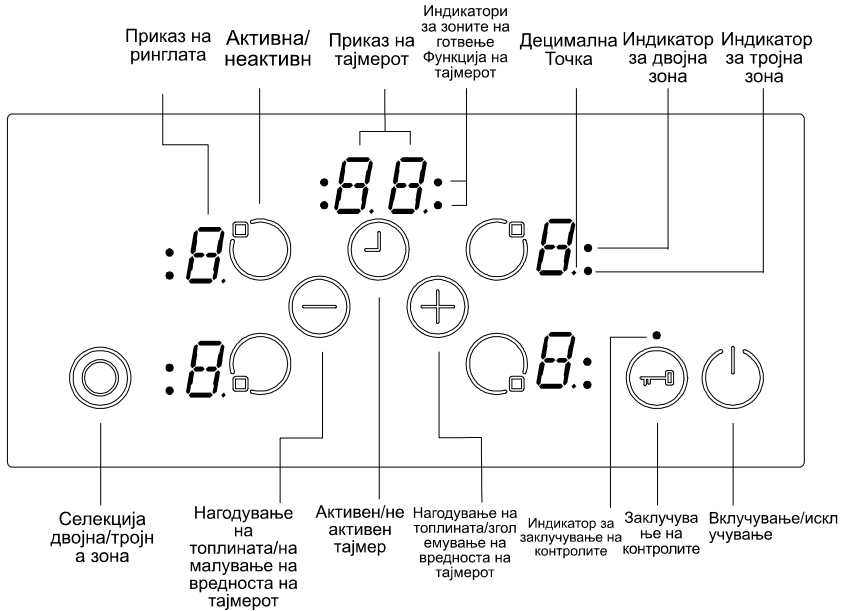 Приказ на
ринглата
Активна/
неактивн
Приказ на
тајмерот
Индикатори
за зоните на
готвење
Функција на
тајмерот
Децимална
Точка
Индикатор
за двојна
зона
Индикатор
за тројна
зона
Селекција
двојна/тројн
а зона
Нагодување
на
топлината/на
малување на
вредноста на
тајмерот
Активен/не
активен
тајмер
Нагодување на
топлината/згол
емување на
вредноста на
тајмерот
Индикатор за
заклучување на
контролите
Заклучува
ње на
контролите
Вклучување/искл
учување